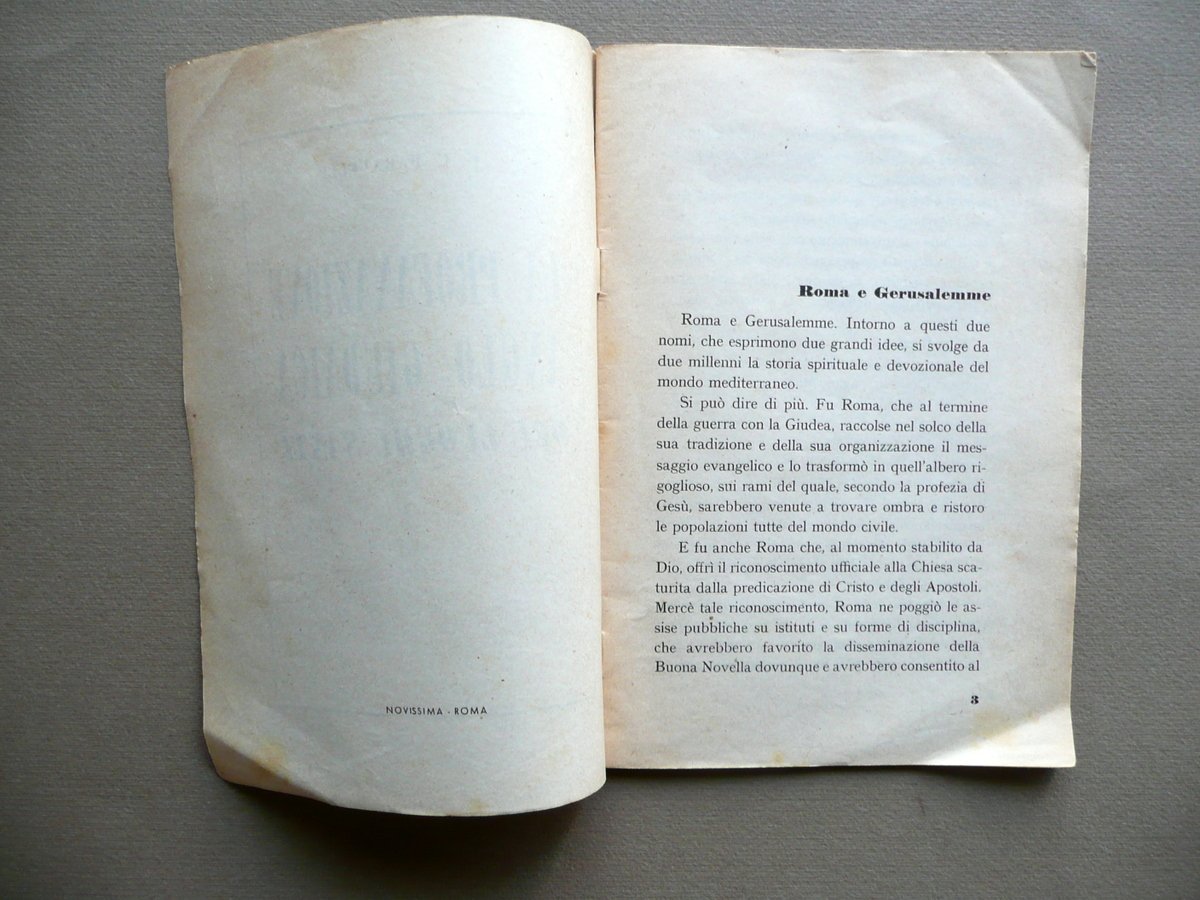 NOVISSIMA - ROMA
Roma e Gerusalemme
Roma e Gerusalemme. Intorno a questi due
nomi, che esprimono due grandi idee, si svolge da
due millenni la storia spirituale e devozionale del
mondo mediterraneo.
Si può dire di più. Fu Roma, che al termine
della guerra con la Giudea, raccolse nel solco della
sua tradizione e della sua organizzazione il mes-
saggio evangelico e lo trasformò in quell'albero ri-
goglioso, sui rami del quale, secondo la profezia di
Gesù, sarebbero venute a trovare ombra e ristoro
le popolazioni tutte del mondo civile.
E fu anche Roma che, al momento stabilito da
Dio, offrì il riconoscimento ufficiale alla Chiesa sca-
turita dalla predicazione di Cristo e degli Apostoli.
Mercè tale riconoscimento, Roma ne poggiò le as-
sise pubbliche su istituti e su forme di disciplina,
che avrebbero favorito la disseminazione della
Buona Novella dovunque e avrebbero consentito al
3